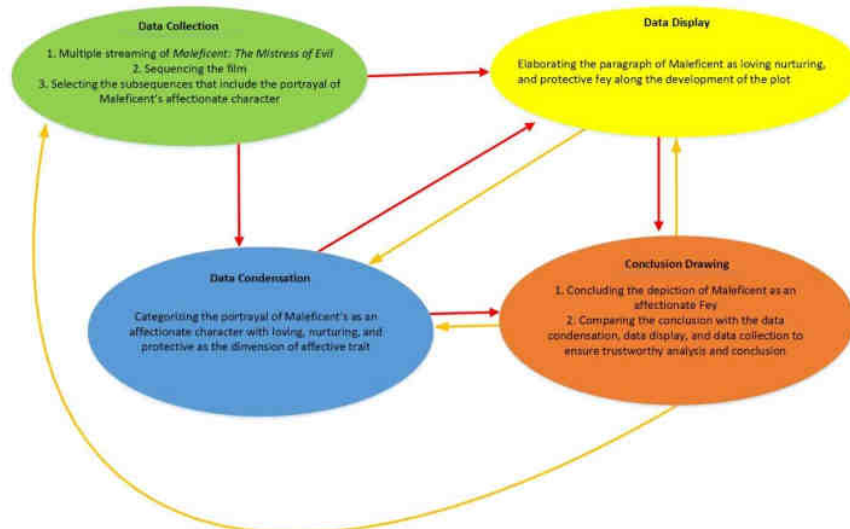 Data Collection
1. Multiple streaming of Maleficent: The Mistress of Evil
2. Sequencing the film
3. Selecting the subsequences that include the portrayal of
Maleficent's affectionate character
Data Display
Elaborating the paragraph of Maleficent as loving nurturing,
and protective fey along the development of the plot
Data Condensation
Categorizing the portrayal of Maleficent's as an
affectionate character with loving, nurturing, and
protective as the dimension of affective trait
Conclusion Drawing
1. Concluding the depiction of Maleficent as an
affectionate Fey
2. Comparing the conclusion with the data
condensation, data display, and data collection to
ensure trustworthy analysis and conclusion